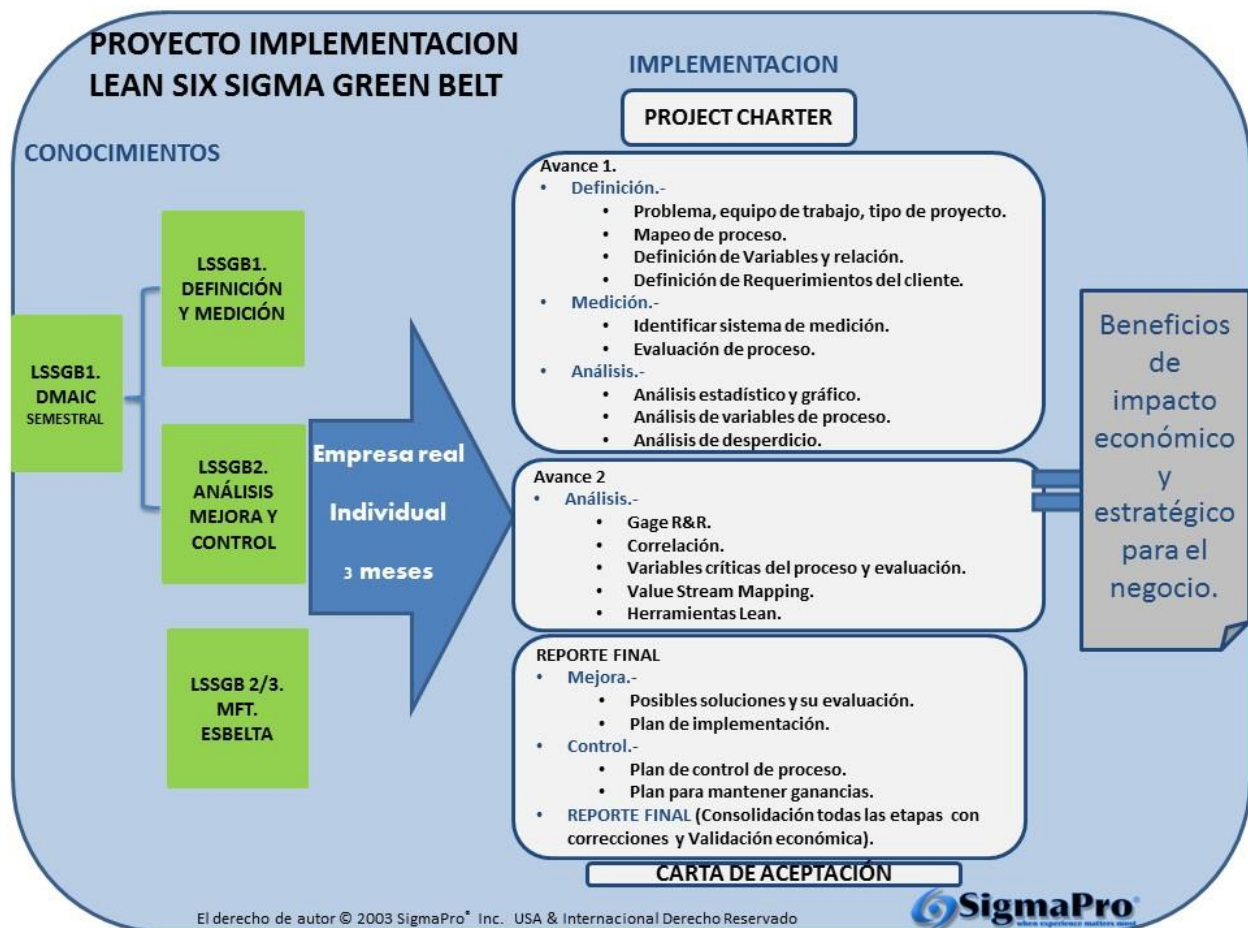 PROYECTO IMPLEMENTACION
LEAN SIX SIGMA GREEN BELT
CONOCIMIENTOS
LSSGB1.
DMAIC
SEMESTRAL
LSSGB1.
DEFINICIÓN
Y MEDICIÓN
LSSGB2.
ANÁLISIS
MEJORA Y
CONTROL
LSSGB 2/3.
MFT.
ESBELTA
Empresa real
Individual
3 meses
IMPLEMENTACION
PROJECT CHARTER
Avance 1.
• Definición.-
• Problema, equipo de trabajo, tipo de proyecto.
• Mapeo de proceso.
• Definición de Variables y relación.
• Definición de Requerimientos del cliente.
• Medición.-
• Identificar sistema de medición.
• Evaluación de proceso.
• Análisis.-
• Análisis estadístico y gráfico.
• Análisis de variables de proceso.
• Análisis de desperdicio.
Avance 2
• Análisis.-
• Gage R&R.
• Correlación.
• Variables críticas del proceso y evaluación.
• Value Stream Mapping.
• Herramientas Lean.
REPORTE FINAL
• Mejora.-
• Posibles soluciones y su evaluación.
• Plan de implementación.
• Control.-
• Plan de control de proceso.
• Plan para mantener ganancias.
• REPORTE FINAL (Consolidación todas las etapas con
correcciones y Validación económica).
CARTA DE ACEPTACIÓN
Beneficios
de
impacto
económico
y
estratégico
para el
negocio.
El derecho de autor © 2003 SigmaPro® Inc. USA & Internacional Derecho Reservado
SigmaPro®
when experience matters most